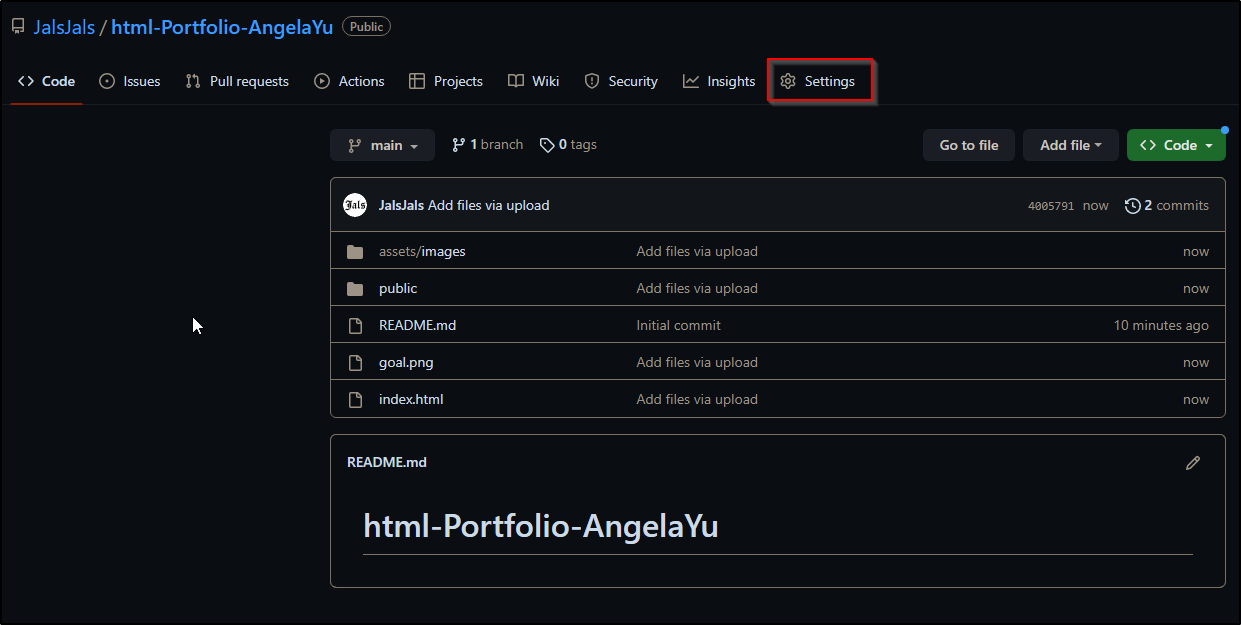 JalsJals / html-Portfolio-AngelaYu Public
Code Issues Pull requests Actions Projects Wiki Security Insights Settings
main 1 branch 0 tags Go to file Add file Code
Jals JalsJals Add files via upload 4005791 now 2 commits
assets/images Add files via upload now
public Add files via upload now
README.md Initial commit 10 minutes ago
goal.png Add files via upload now
index.html Add files via upload now
README.md
html-Portfolio-AngelaYu